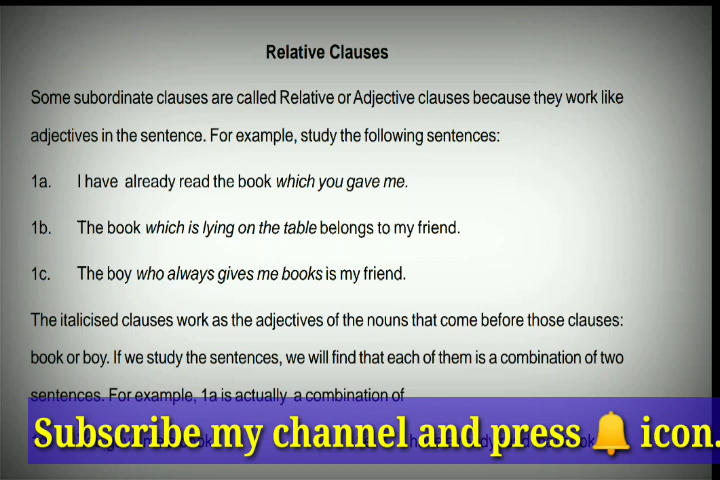 Relative Clauses
Some subordinate clauses are called Relative or Adjective clauses because they work like
adjectives in the sentence. For example, study the following sentences:
1a. I have already read the book which you gave me.
1b. The book which is lying on the table belongs to my friend.
1c. The boy who always gives me books is my friend.
The italicised clauses work as the adjectives of the nouns that come before those clauses:
book or boy. If we study the sentences, we will find that each of them is a combination of two
sentences. For example, 1a is actually a combination of
Subscribe my channel and press 🔔 icon.